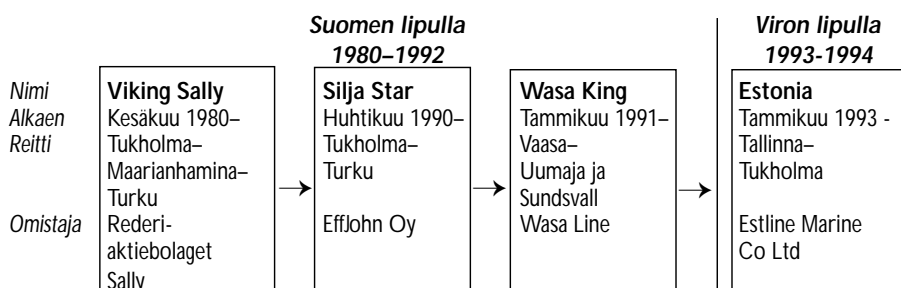 Suomen lipulla
1980–1992
Viron lipulla
1993-1994
Nimi
Alkaen
Reitti
Omistaja
Viking Sally
Kesäkuu 1980–
Tukholma–
Maarianhamina–
Turku
Rederi-
aktiebolaget
Sally
Silja Star
Huhtikuu 1990–
Tukholma–
Turku
EffJohn Oy
Wasa King
Tammikuu 1991–
Vaasa–
Uumaja ja
Sundsvall
Wasa Line
Estonia
Tammikuu 1993 -
Tallinna–
Tukholma
Estline Marine
Co Ltd